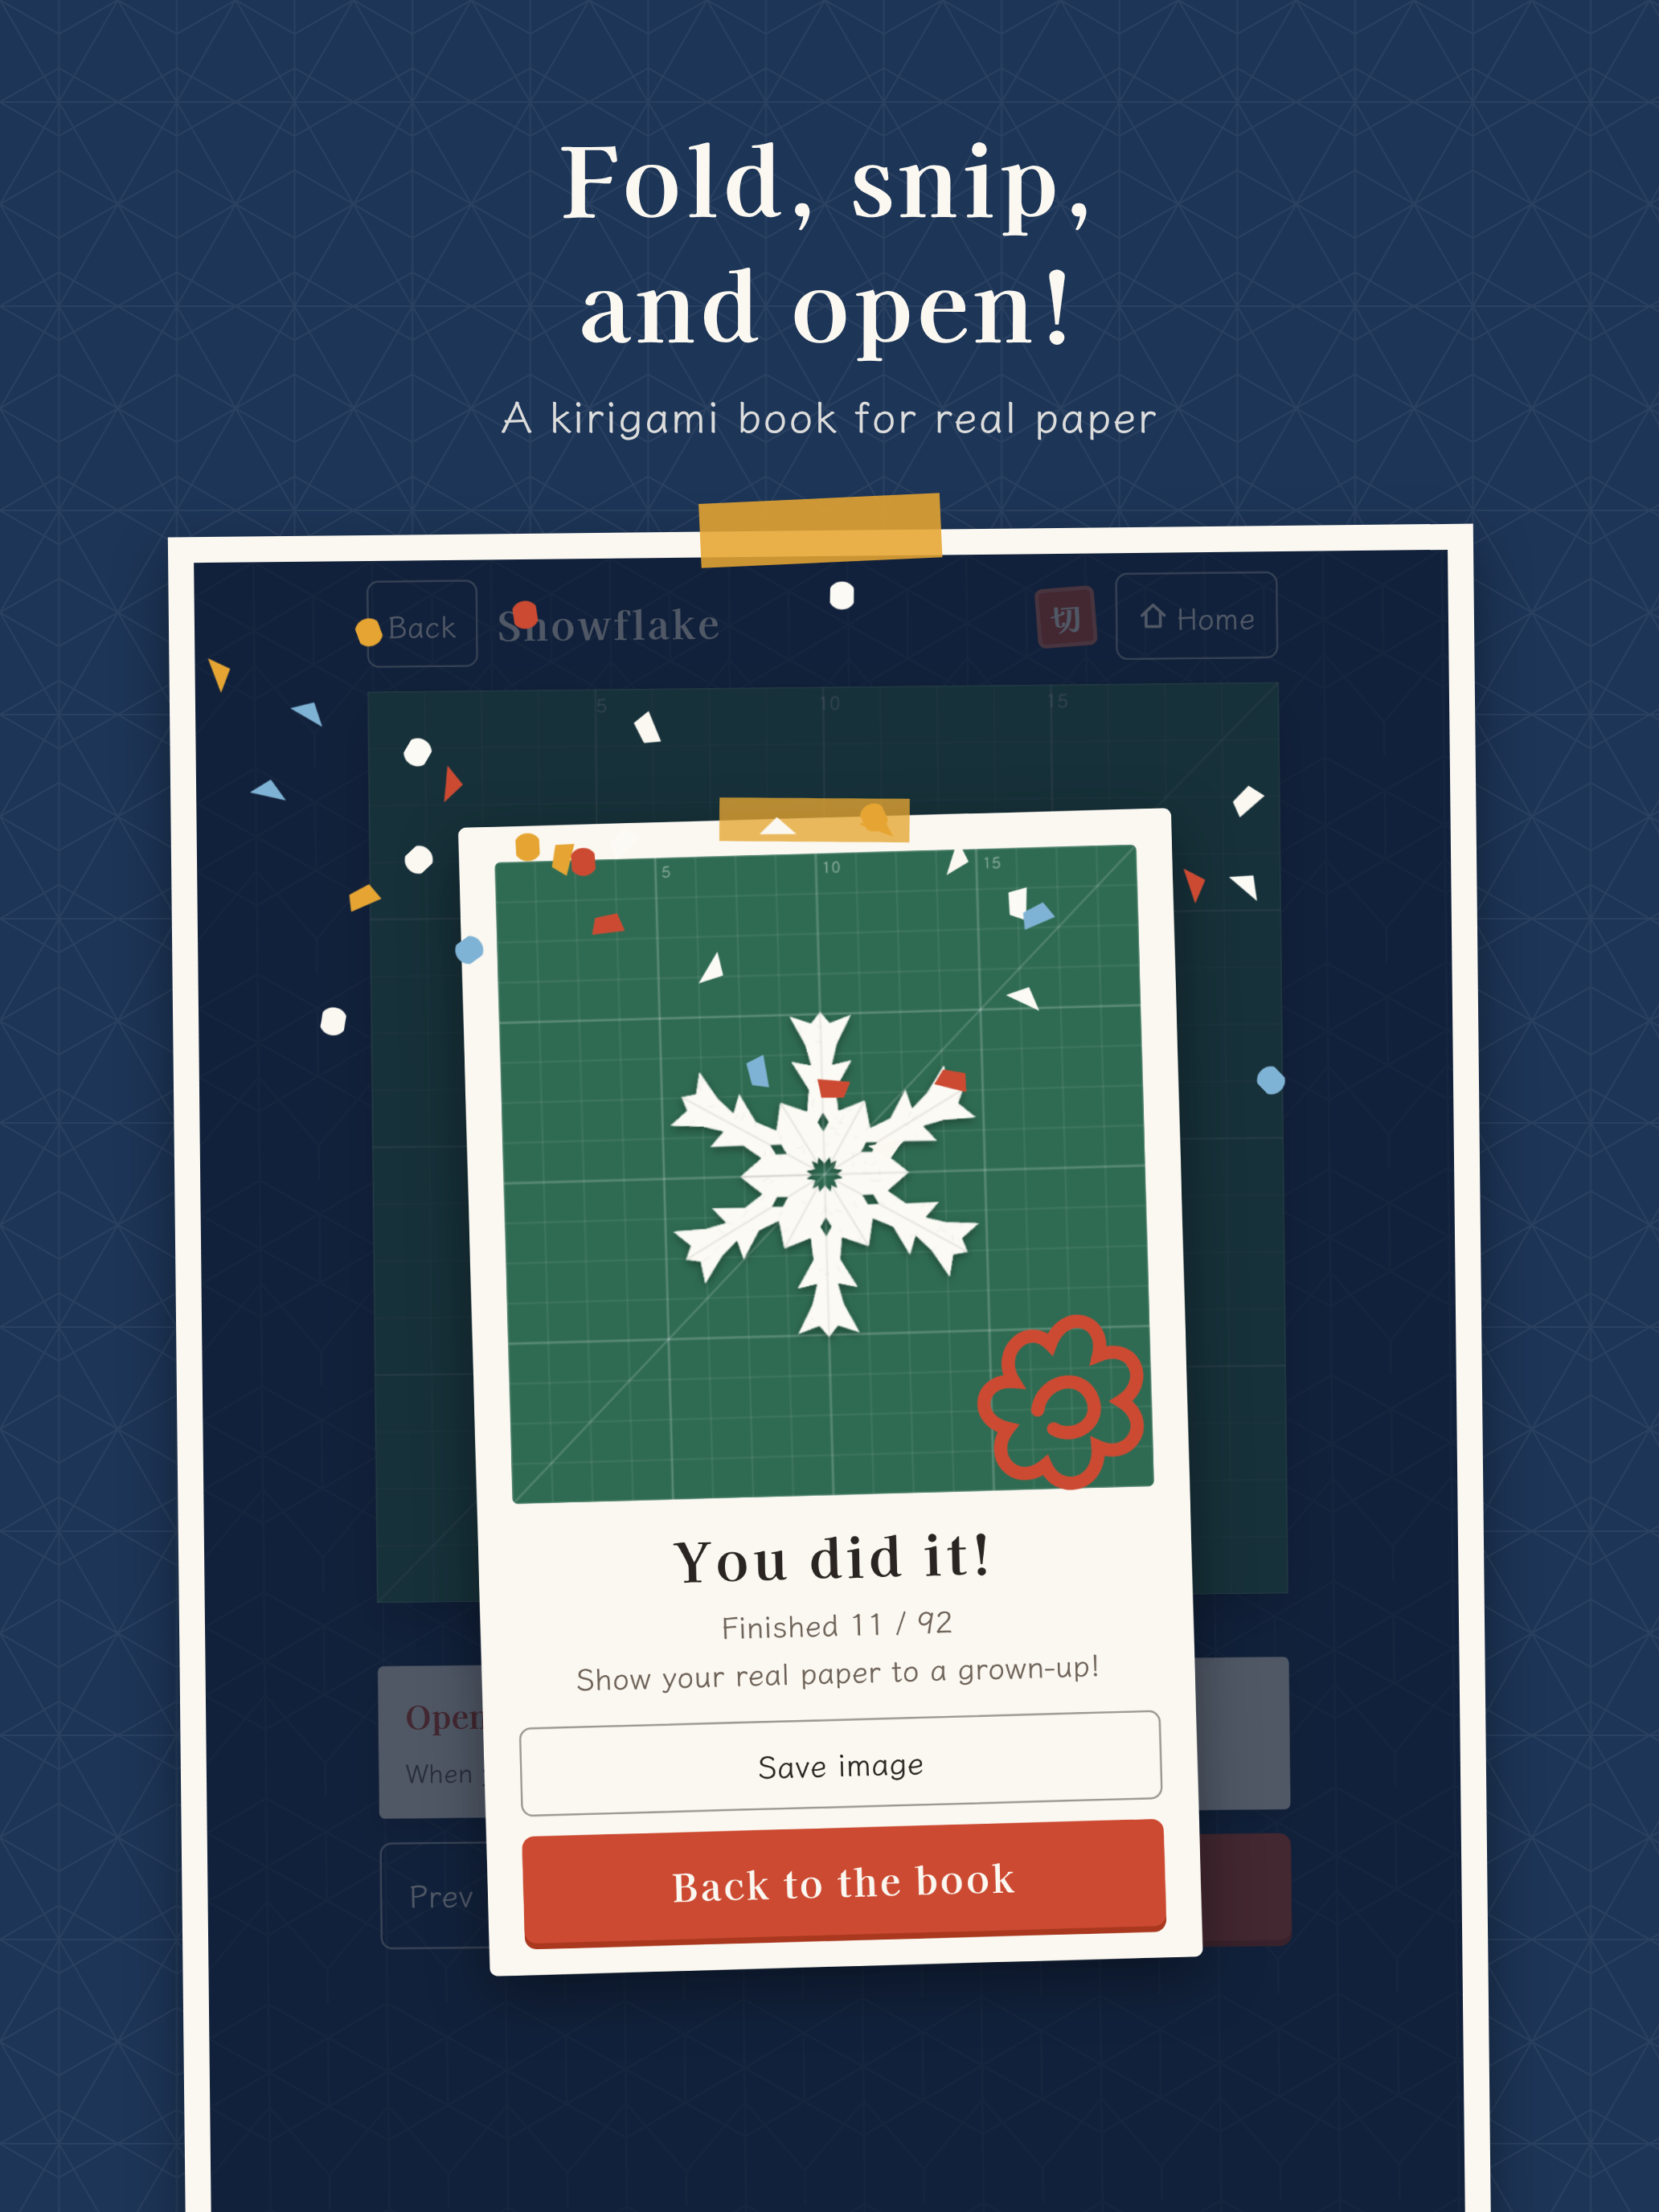 Fold, snip,
and open!
A kirigami book for real paper
Back
Snowflake
切
Home
5
10
15
5
10
15
You did it!
Finished 11 / 92
Show your real paper to a grown-up!
Open
When
Save image
Prev
Back to the book